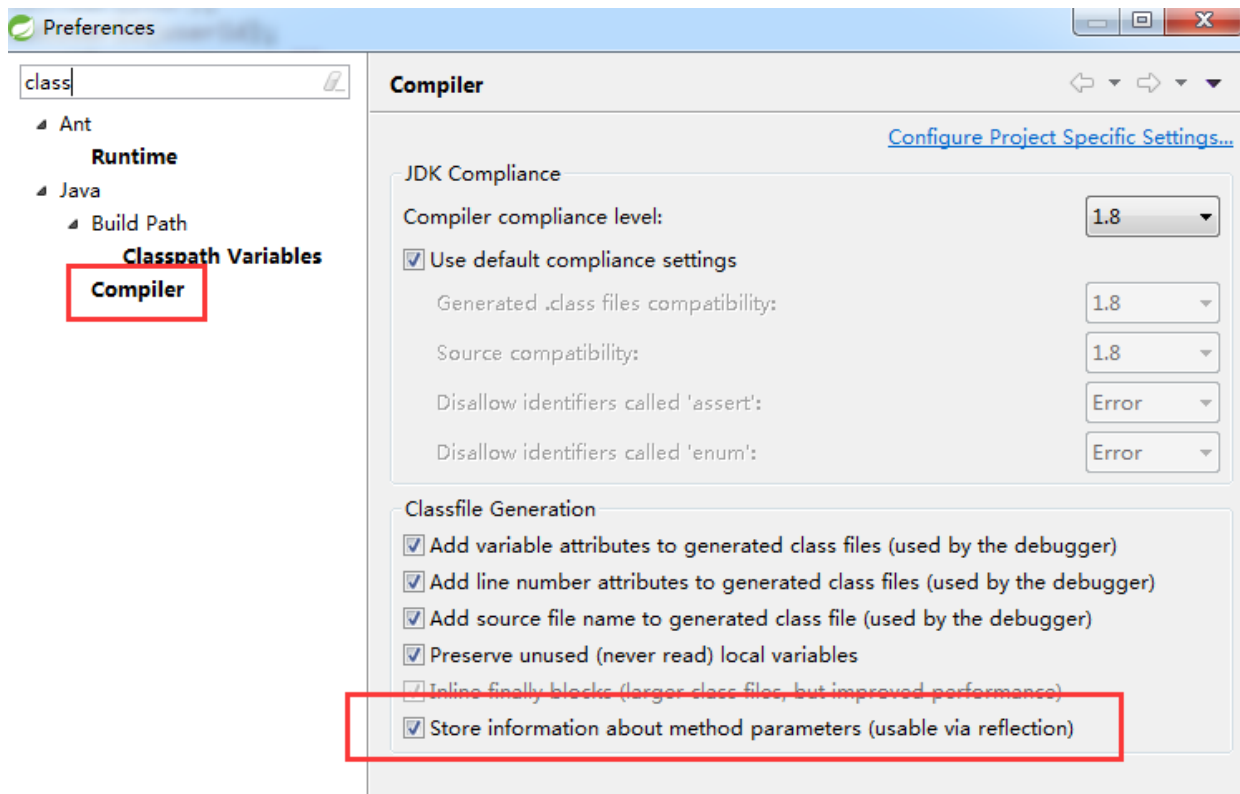 Preferences
class
Ant
Runtime
Java
Build Path
Classpath Variables
Compiler
Compiler
Configure Project Specific Settings...
JDK Compliance
Compiler compliance level: 1.8
Use default compliance settings
Generated .class files compatibility: 1.8
Source compatibility: 1.8
Disallow identifiers called 'assert': Error
Disallow identifiers called 'enum': Error
Classfile Generation
Add variable attributes to generated class files (used by the debugger)
Add line number attributes to generated class files (used by the debugger)
Add source file name to generated class file (used by the debugger)
Preserve unused (never read) local variables
Inline finally blocks (larger class files, but improved performance)
Store information about method parameters (usable via reflection)